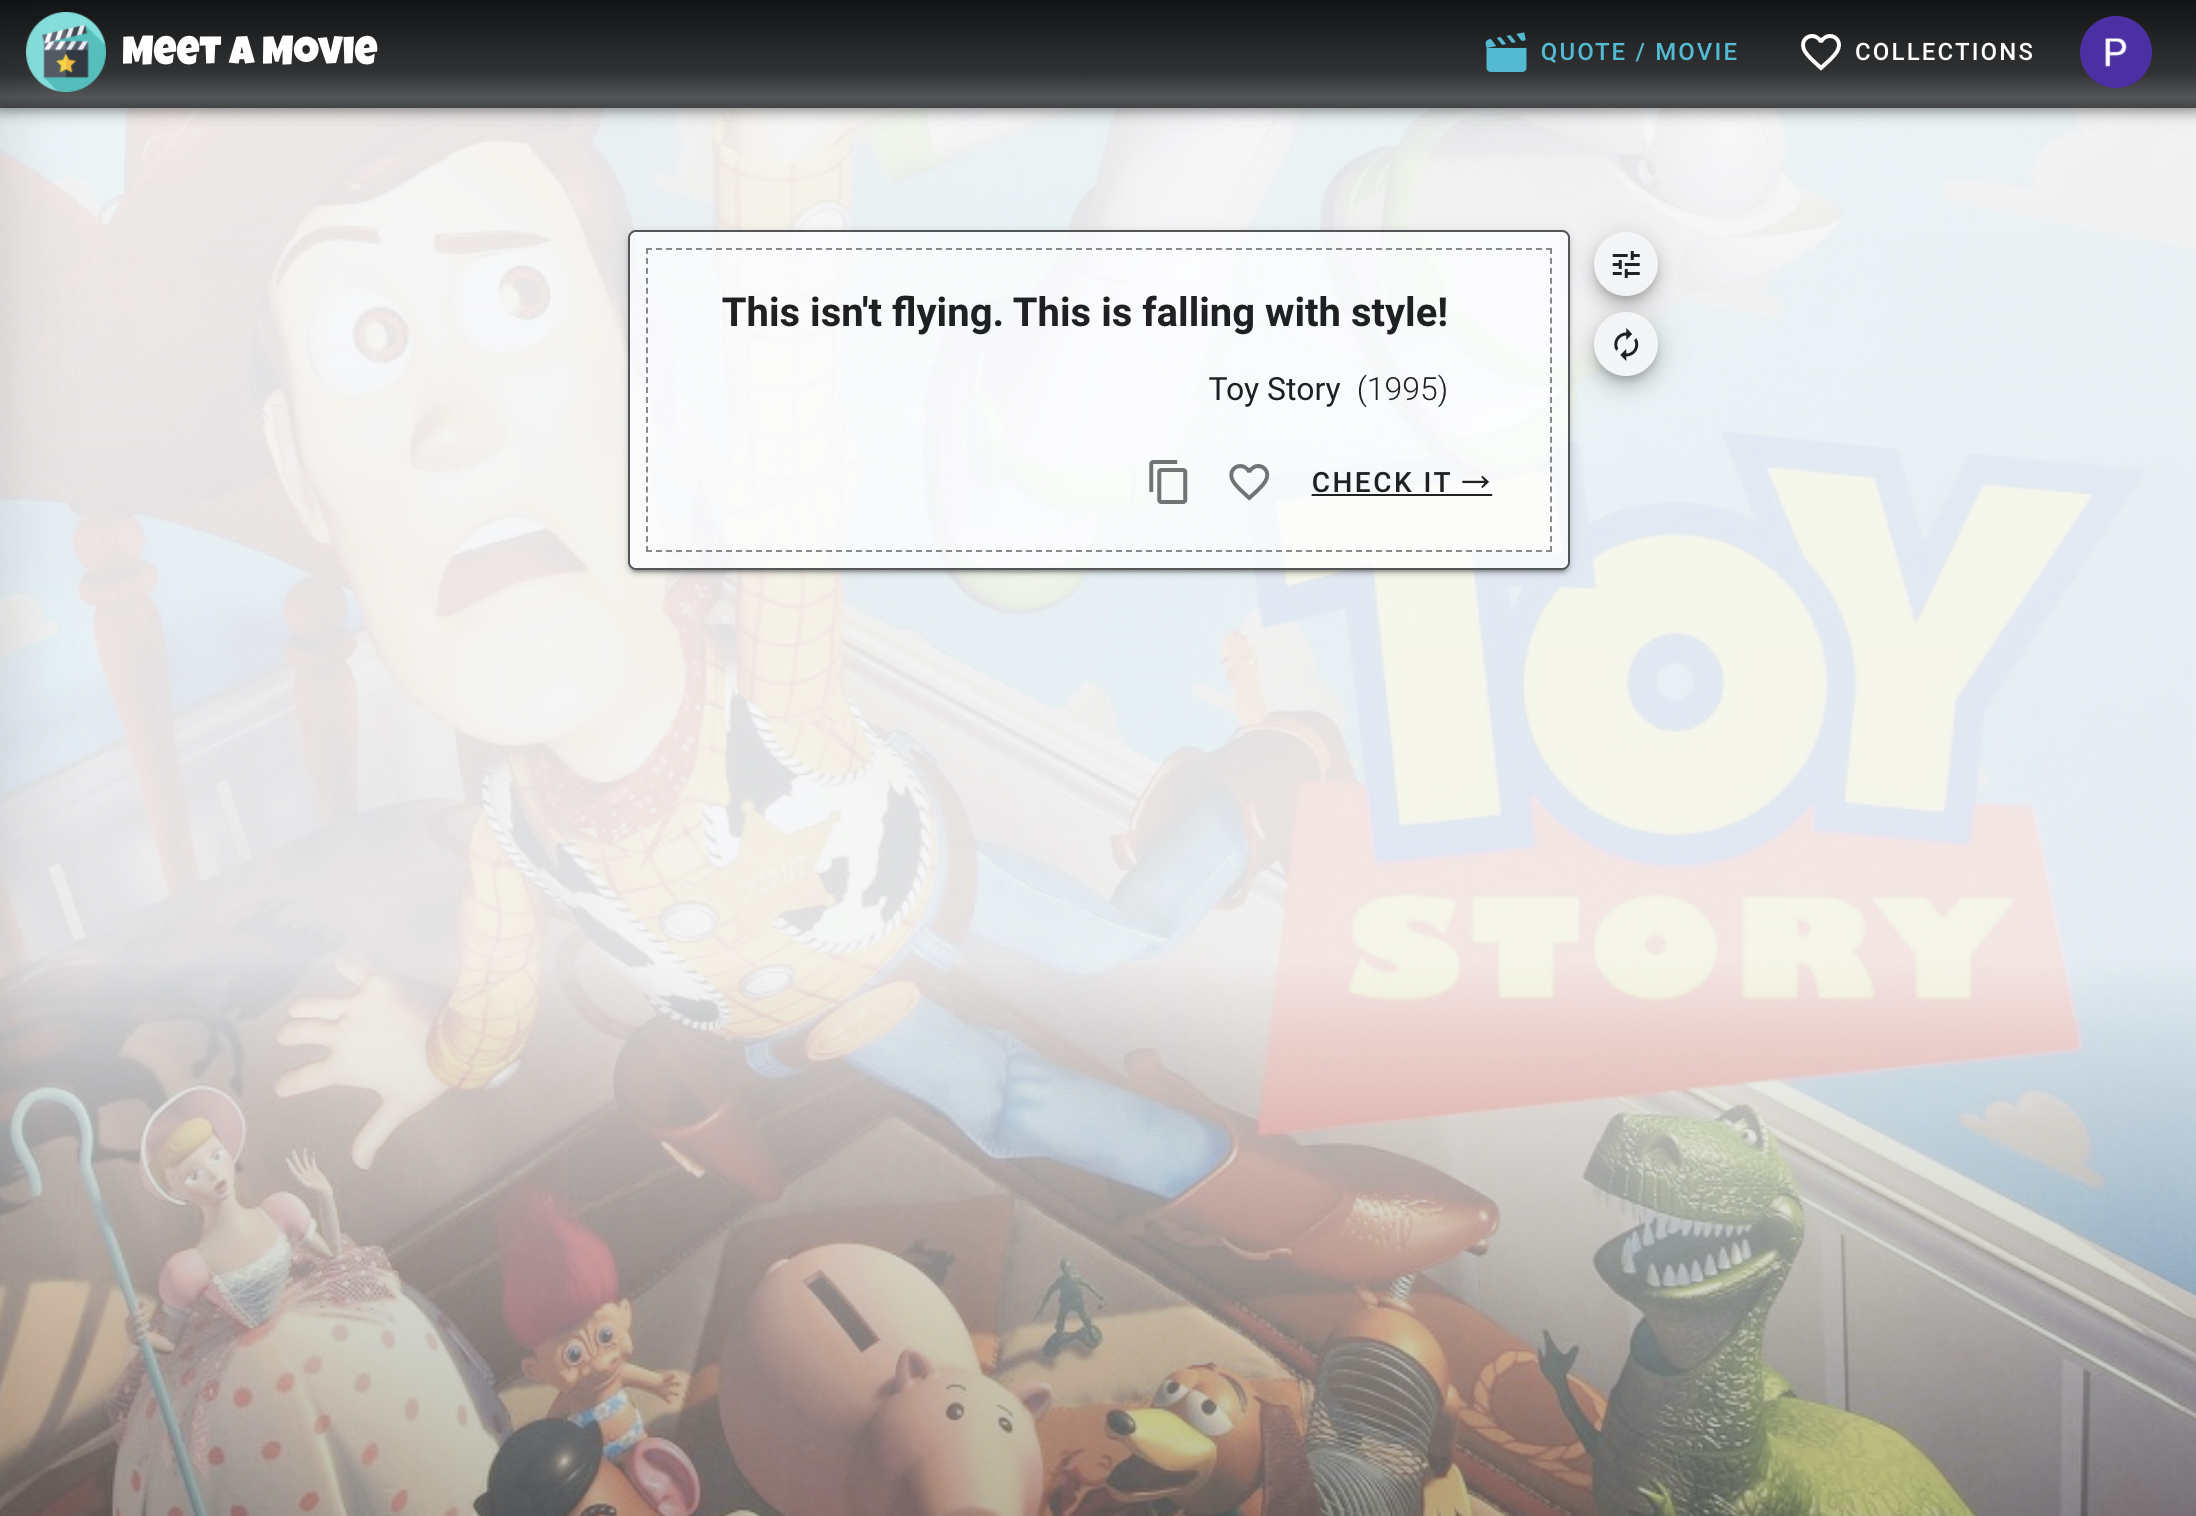 Meet a Movie
QUOTE / MOVIE
COLLECTIONS
P
This isn't flying. This is falling with style!
Toy Story (1995)
CHECK IT →
TOY
STORY